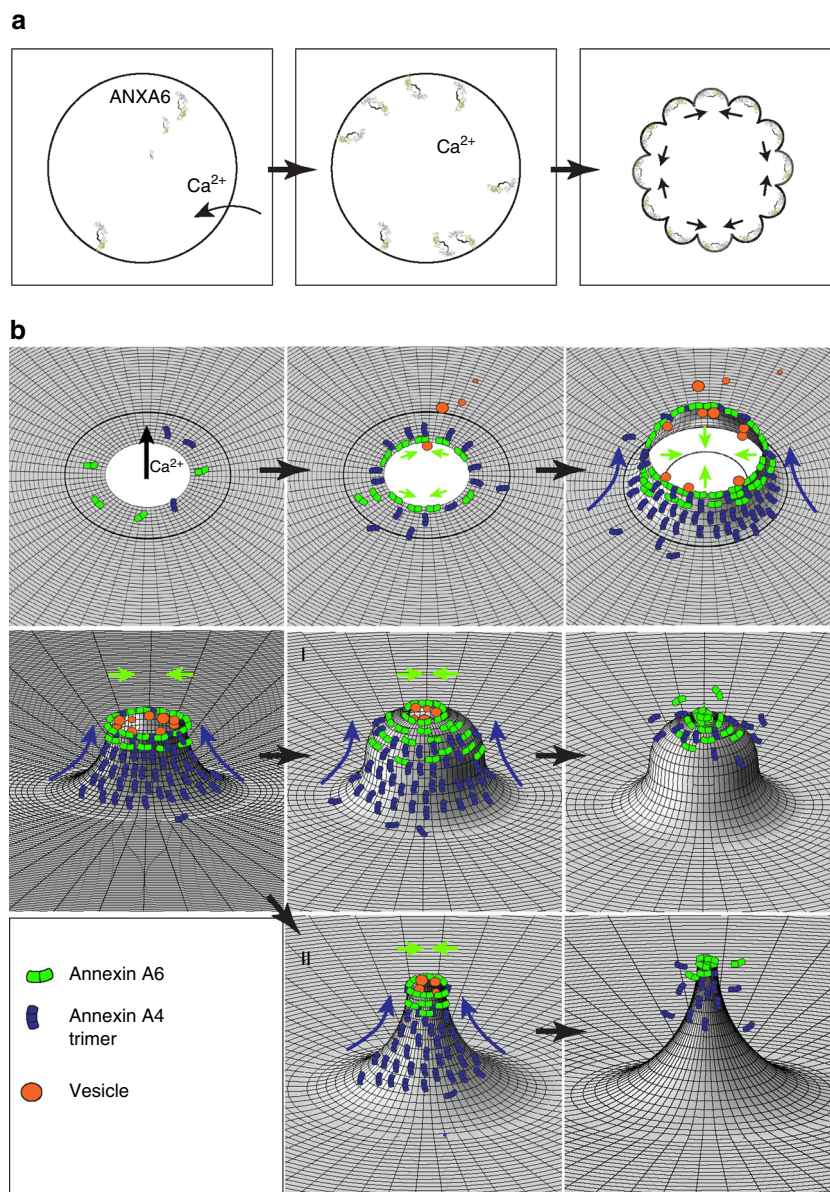 a
ANXA6
Ca²⁺
Ca²⁺
b
Ca²⁺
I
II
Annexin A6
Annexin A4
trimer
Vesicle